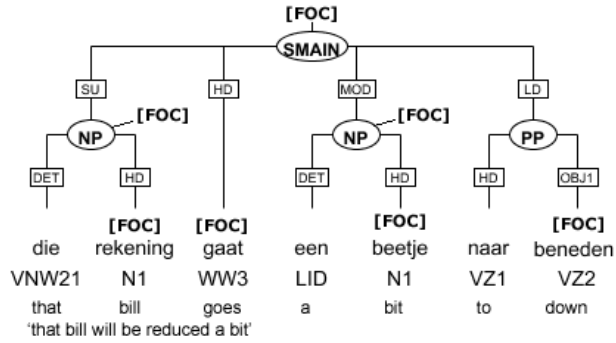 [FOC]
SMAIN
SU HD MOD LD
[FOC] [FOC]
NP NP PP
DET HD DET HD HD OBJ1
[FOC] [FOC] [FOC] [FOC]
die rekening gaat een beetje naar beneden
VNW21 N1 WW3 LID N1 VZ1 VZ2
that bill goes a bit to down
'that bill will be reduced a bit'